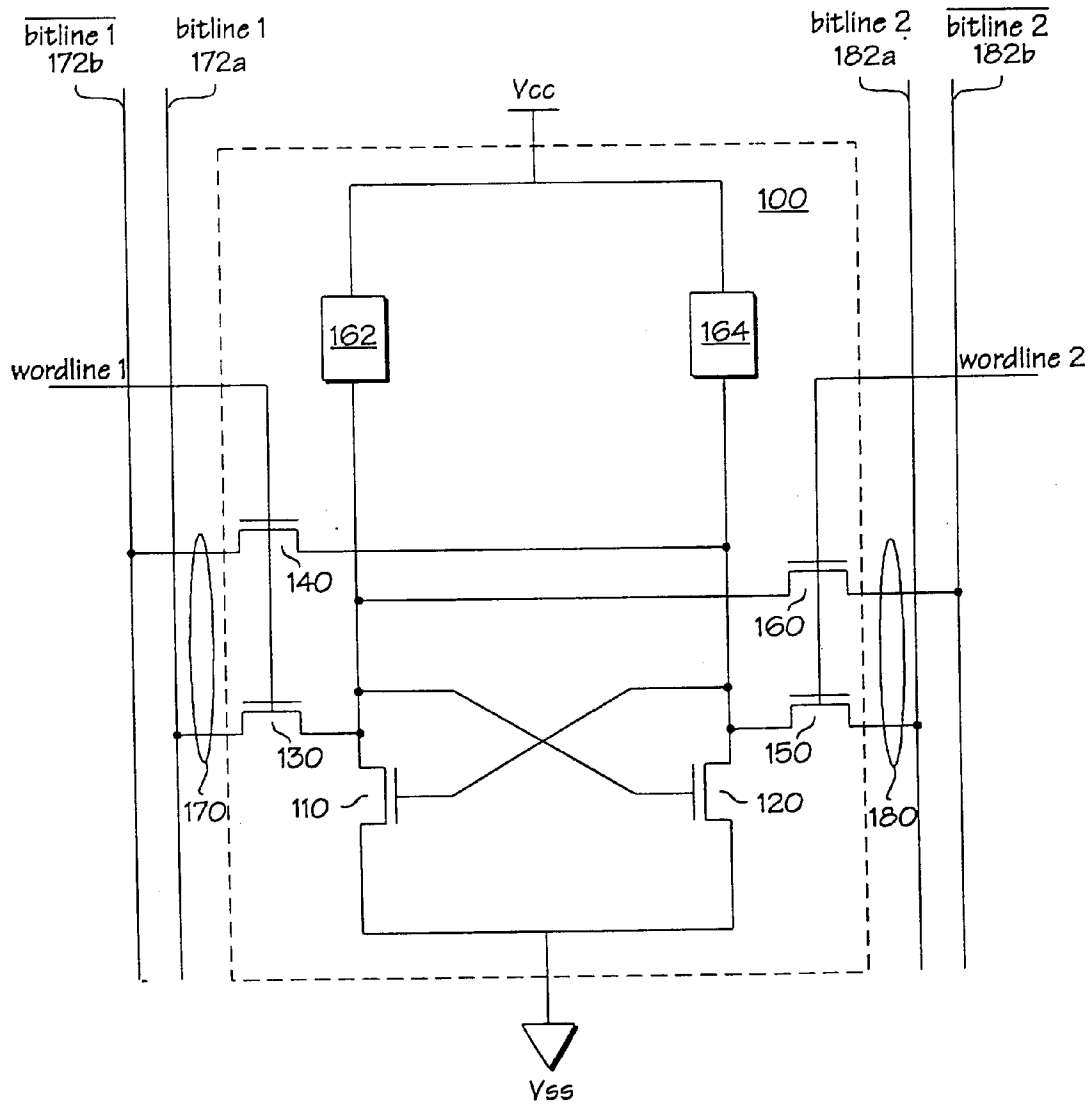 bitline 1
172b
bitline 1
172a
bitline 2
182a
bitline 2
182b
Vcc
100
162
164
wordline 1
wordline 2
140
160
130
150
170
110
120
180
Vss